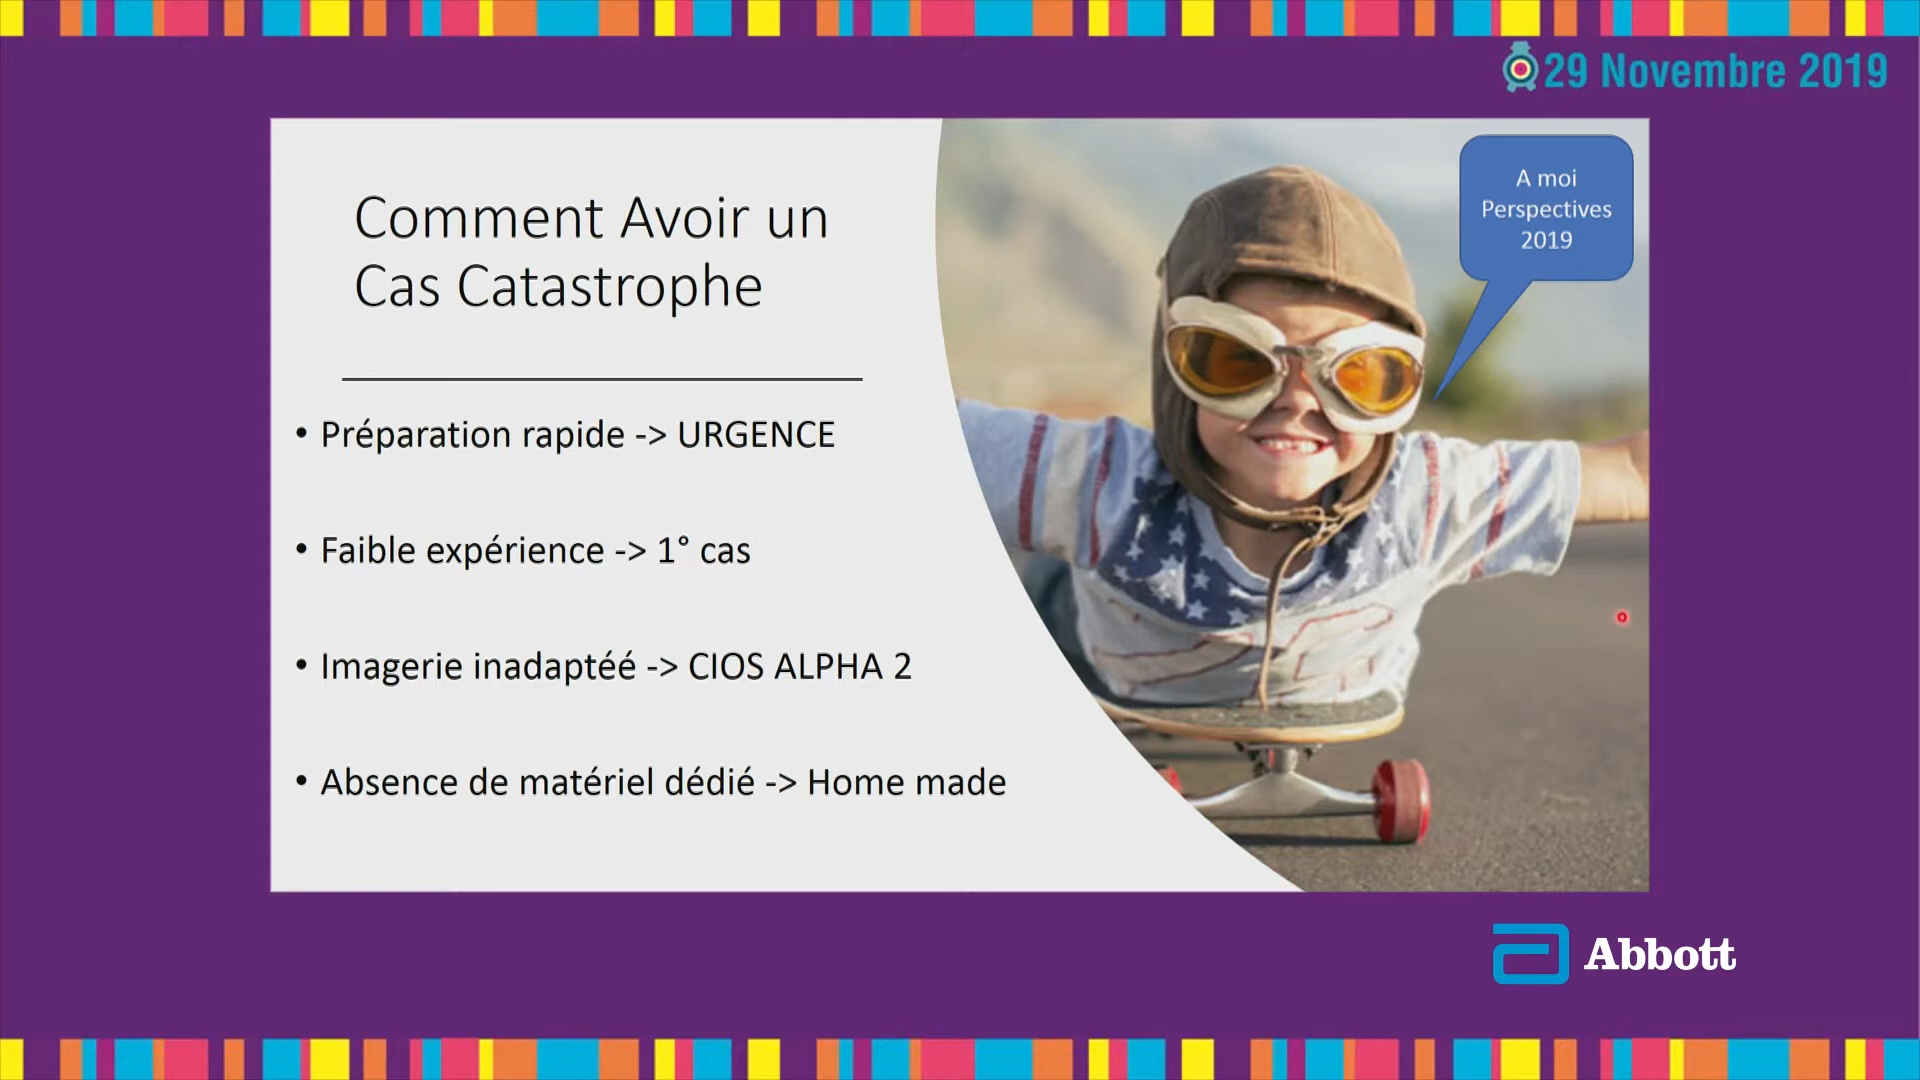 29 Novembre 2019
Comment Avoir un
Cas Catastrophe
A moi
Perspectives
2019
• Préparation rapide -> URGENCE
• Faible expérience -> 1° cas
• Imagerie inadaptéé -> CIOS ALPHA 2
• Absence de matériel dédié -> Home made
Abbott